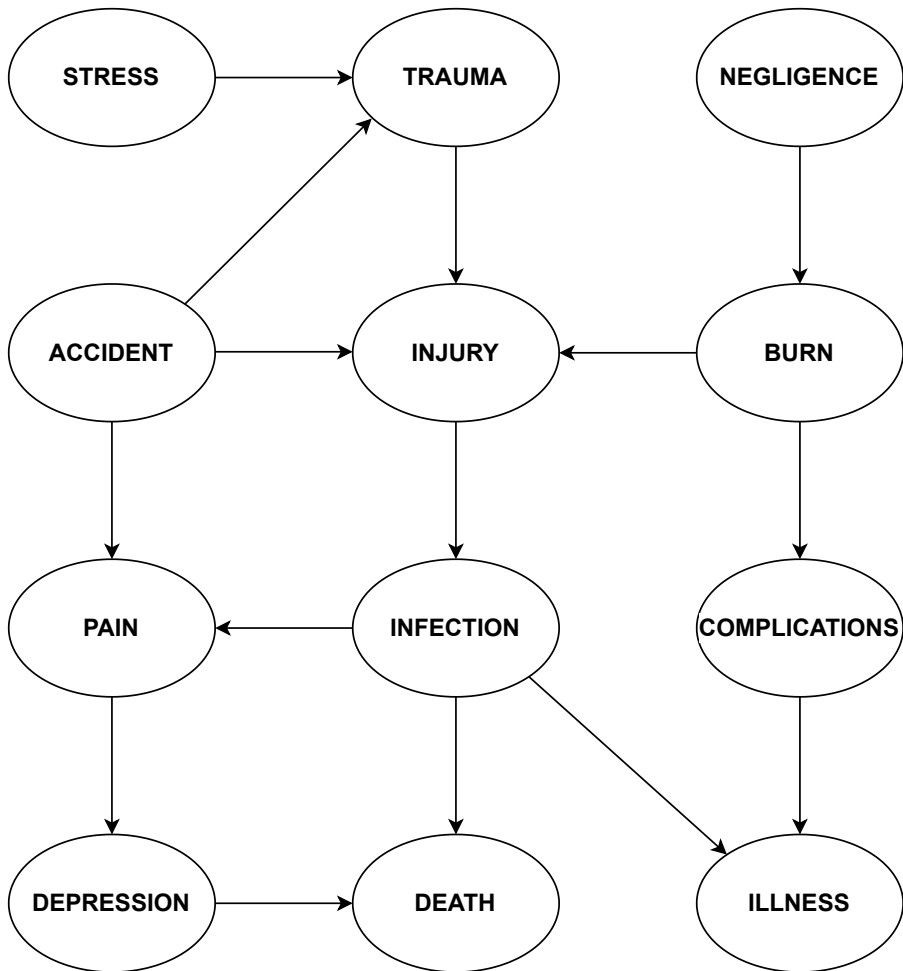 STRESS
TRAUMA
NEGLIGENCE
ACCIDENT
INJURY
BURN
PAIN
INFECTION
COMPLICATIONS
DEPRESSION
DEATH
ILLNESS